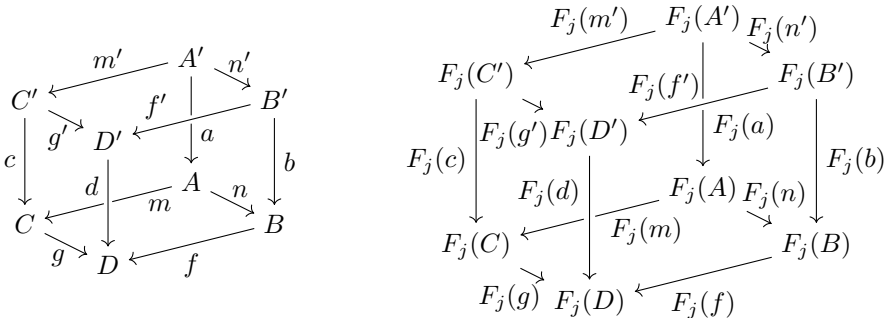 A'
m' n'
C' B'
f'
g' D' a
c d b
A
m n
C B
g D f
F_j(A')
F_j(m') F_j(n')
F_j(C') F_j(B')
F_j(f')
F_j(g') F_j(D') F_j(a)
F_j(c) F_j(d) F_j(b)
F_j(A) F_j(n)
F_j(m)
F_j(C) F_j(B)
F_j(g) F_j(D) F_j(f)